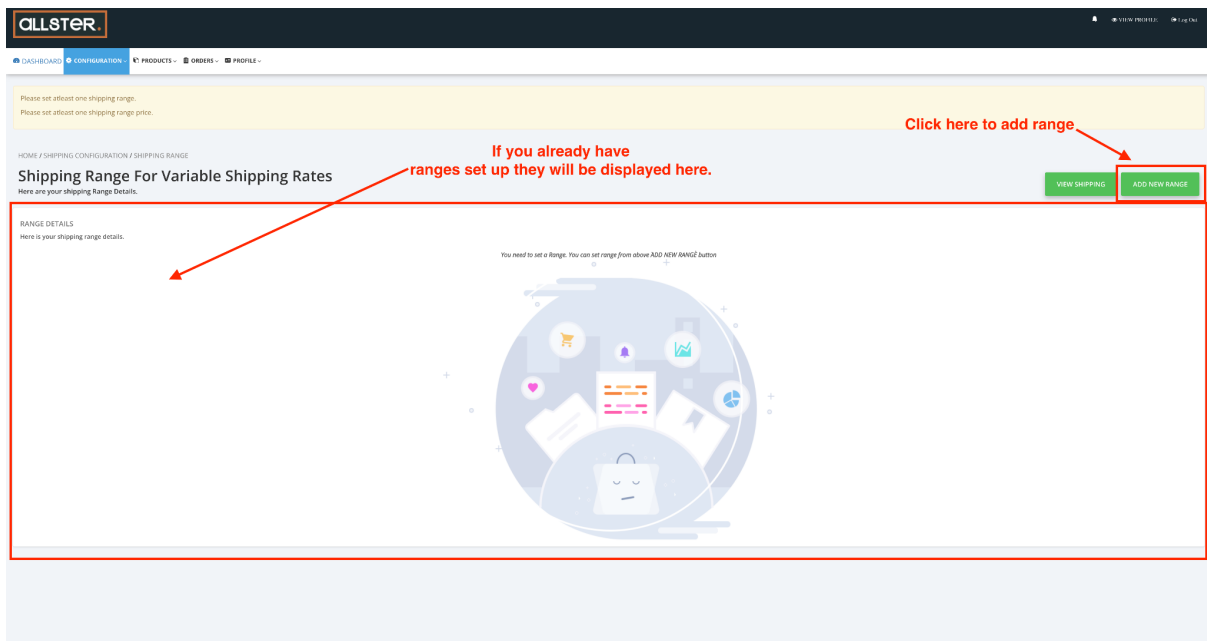 ALLSTER.
VIEW PROFILE Log Out
DASHBOARD CONFIGURATION PRODUCTS ORDERS PROFILE
Please set atleast one shipping range.
Please set atleast one shipping range price.
Click here to add range
HOME / SHIPPING CONFIGURATION / SHIPPING RANGE
If you already have
ranges set up they will be displayed here.
Shipping Range For Variable Shipping Rates
Here are your shipping Range Details.
VIEW SHIPPING ADD NEW RANGE
RANGE DETAILS
Here is your shipping range details.
You need to set a Range. You can set range from above ADD NEW RANGÈ button